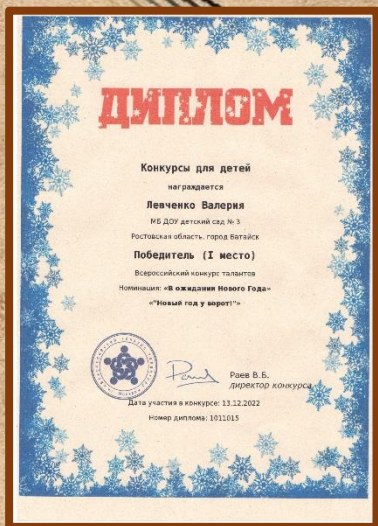 ДИПЛОМ
Конкурсы для детей
награждается
Левченко Валерия
МБ ДОУ детский сад № 3
Ростовская область, город Батайск
Победитель (I место)
Всероссийский конкурс талантов
Номинация: «В ожидании Нового Года»
«"Новый год у ворот!"»
Раев В.Б.
директор конкурса
Дата участия в конкурсе: 13.12.2022
Номер диплома: 1011015